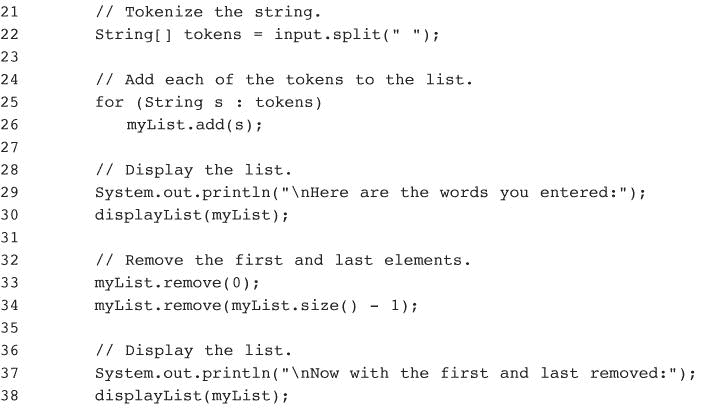 21 // Tokenize the string.
22 String[] tokens = input.split(" ");
23
24 // Add each of the tokens to the list.
25 for (String s : tokens)
26 myList.add(s);
27
28 // Display the list.
29 System.out.println("\nHere are the words you entered:");
30 displayList(myList);
31
32 // Remove the first and last elements.
33 myList.remove(0);
34 myList.remove(myList.size() - 1);
35
36 // Display the list.
37 System.out.println("\nNow with the first and last removed:");
38 displayList(myList);